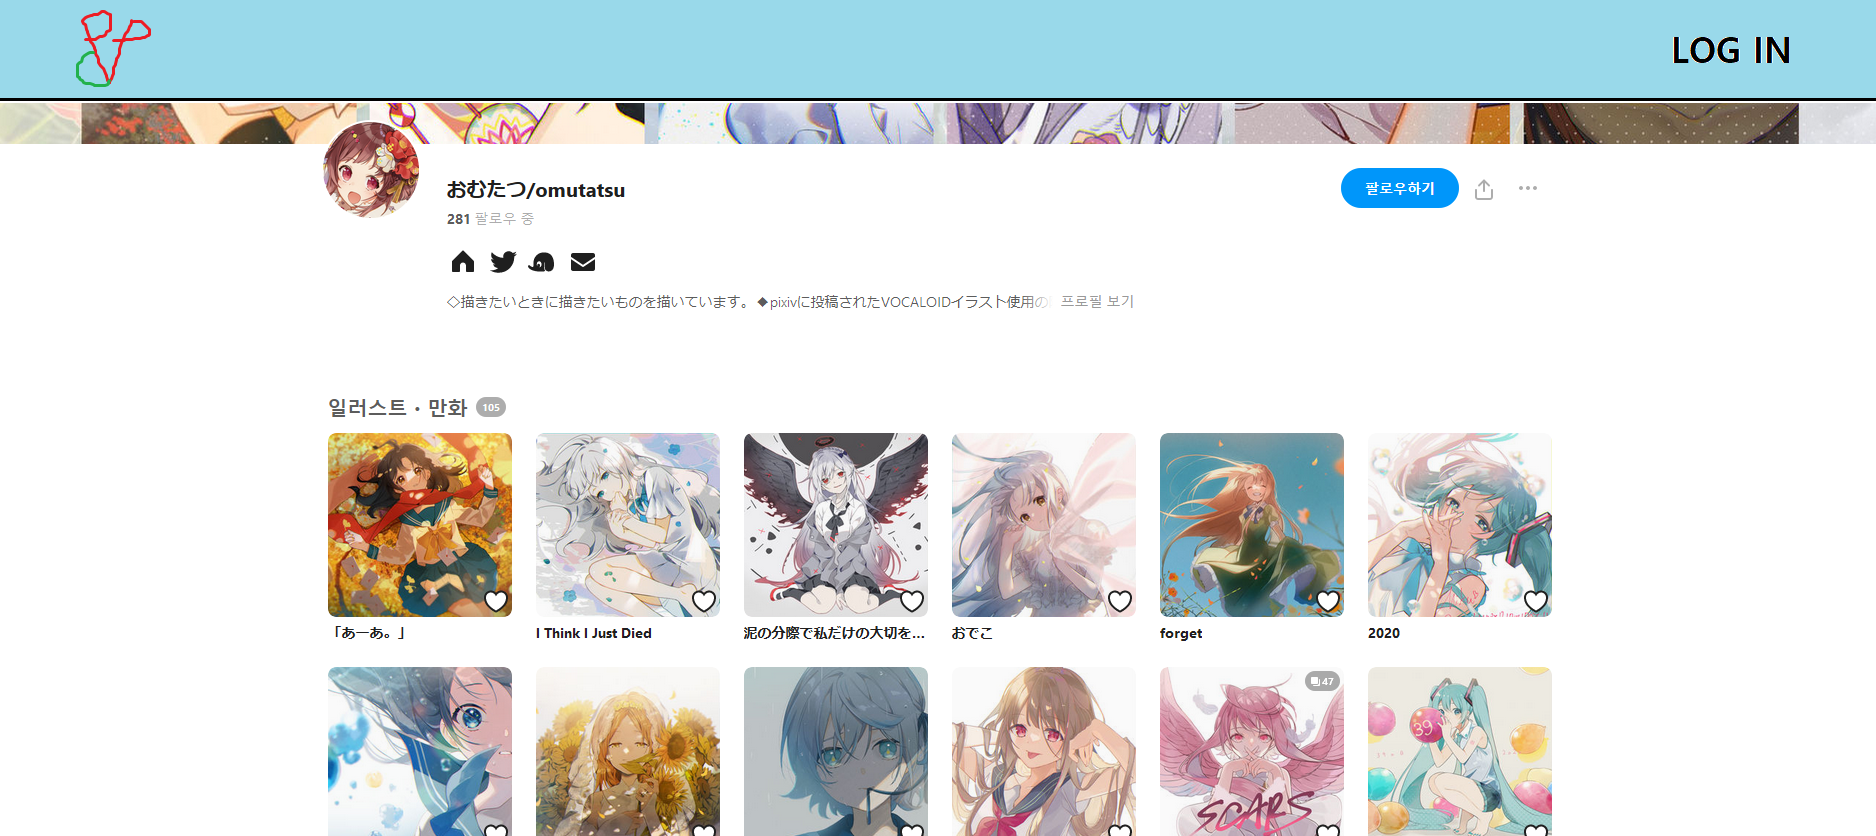 LOG IN
おむたつ/omutatsu
팔로우하기
281 팔로우 중
◇描きたいときに描きたいものを描いています。 ◆pixivに投稿されたVOCALOIDイラスト使用の
프로필 보기
일러스트・만화 105
「あーあ。」
I Think I Just Died
泥の分際で私だけの大切を...
おでこ
forget
2020
47
SCARS
39